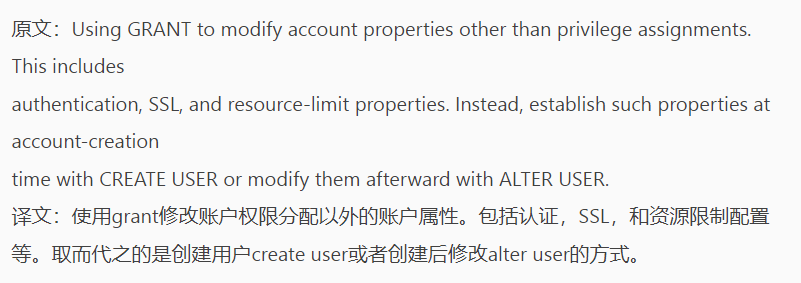 原文：Using GRANT to modify account properties other than privilege assignments.
This includes
authentication, SSL, and resource-limit properties. Instead, establish such properties at
account-creation
time with CREATE USER or modify them afterward with ALTER USER.
译文：使用grant修改账户权限分配以外的账户属性。包括认证，SSL，和资源限制配置
等。取而代之的是创建用户create user或者创建后修改alter user的方式。